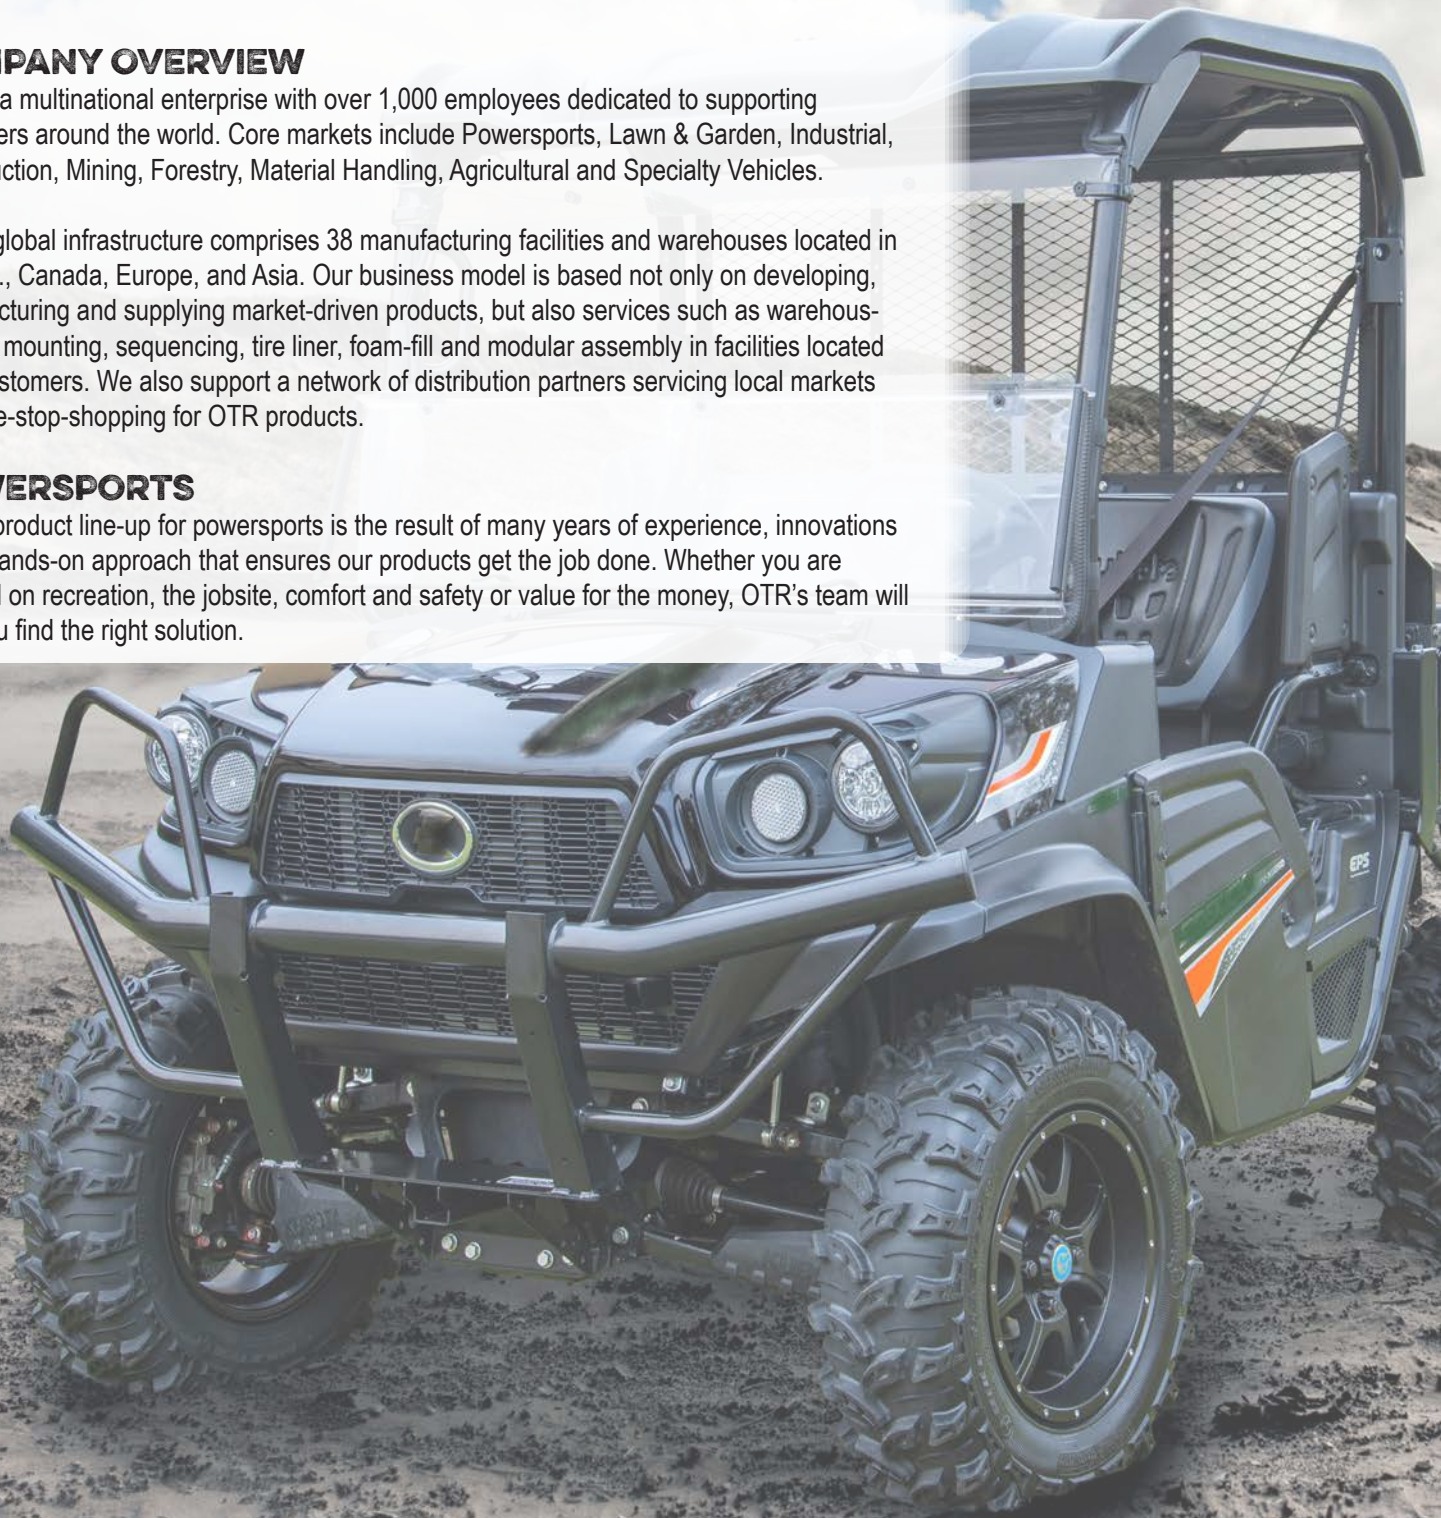 MPANY OVERVIEW
a multinational enterprise with over 1,000 employees dedicated to supporting
ers around the world. Core markets include Powersports, Lawn & Garden, Industrial,
ction, Mining, Forestry, Material Handling, Agricultural and Specialty Vehicles.
global infrastructure comprises 38 manufacturing facilities and warehouses located in
., Canada, Europe, and Asia. Our business model is based not only on developing,
cturing and supplying market-driven products, but also services such as warehous-
mounting, sequencing, tire liner, foam-fill and modular assembly in facilities located
stomers. We also support a network of distribution partners servicing local markets
e-stop-shopping for OTR products.
WERSPORTS
product line-up for powersports is the result of many years of experience, innovations
ands-on approach that ensures our products get the job done. Whether you are
d on recreation, the jobsite, comfort and safety or value for the money, OTR's team will
u find the right solution.
EPS